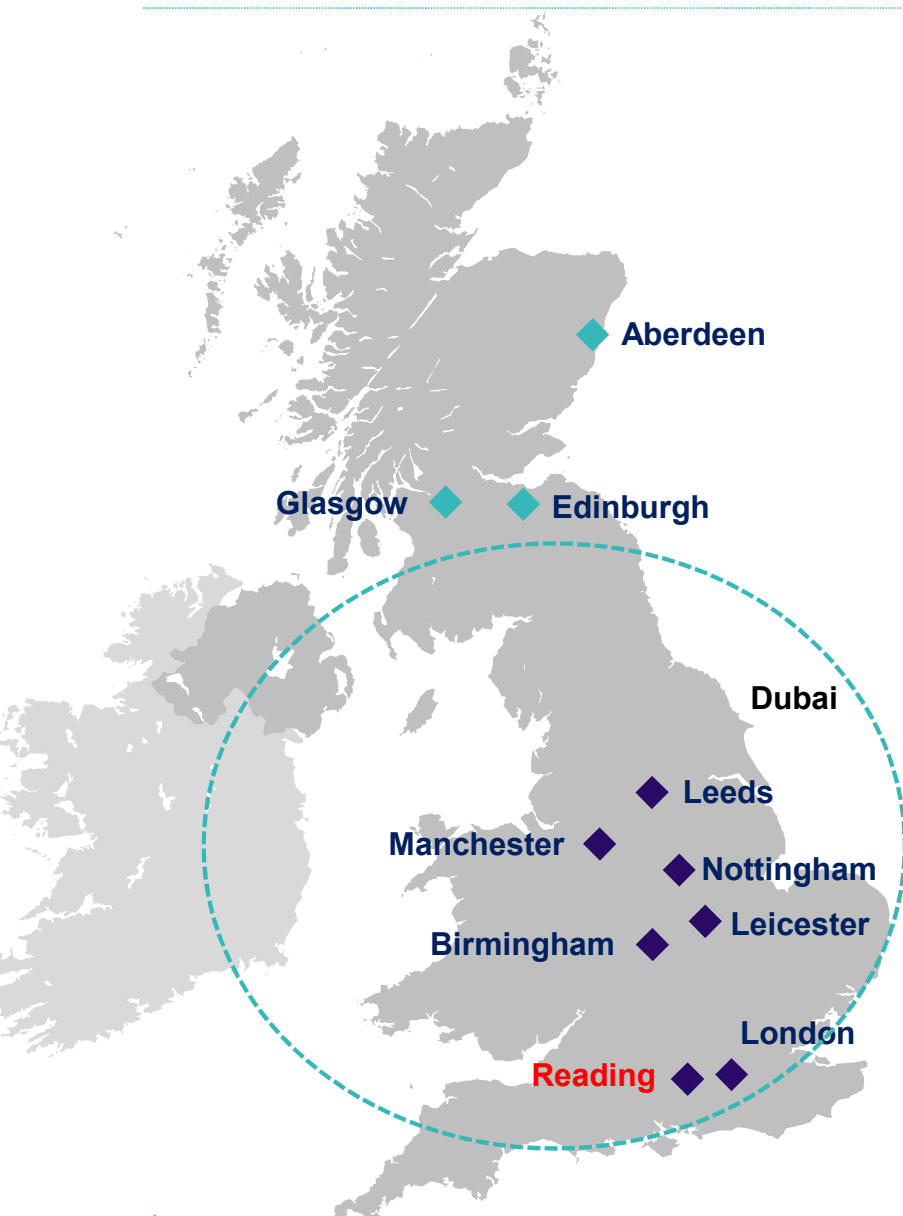 Aberdeen
Glasgow
Edinburgh
Dubai
Leeds
Manchester
Nottingham
Leicester
Birmingham
London
Reading